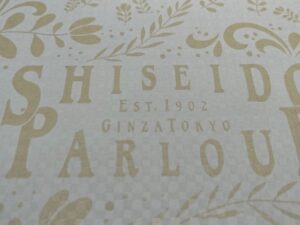 SHISEIDO
EST. 1902
GINZA TOKYO
PARLOU